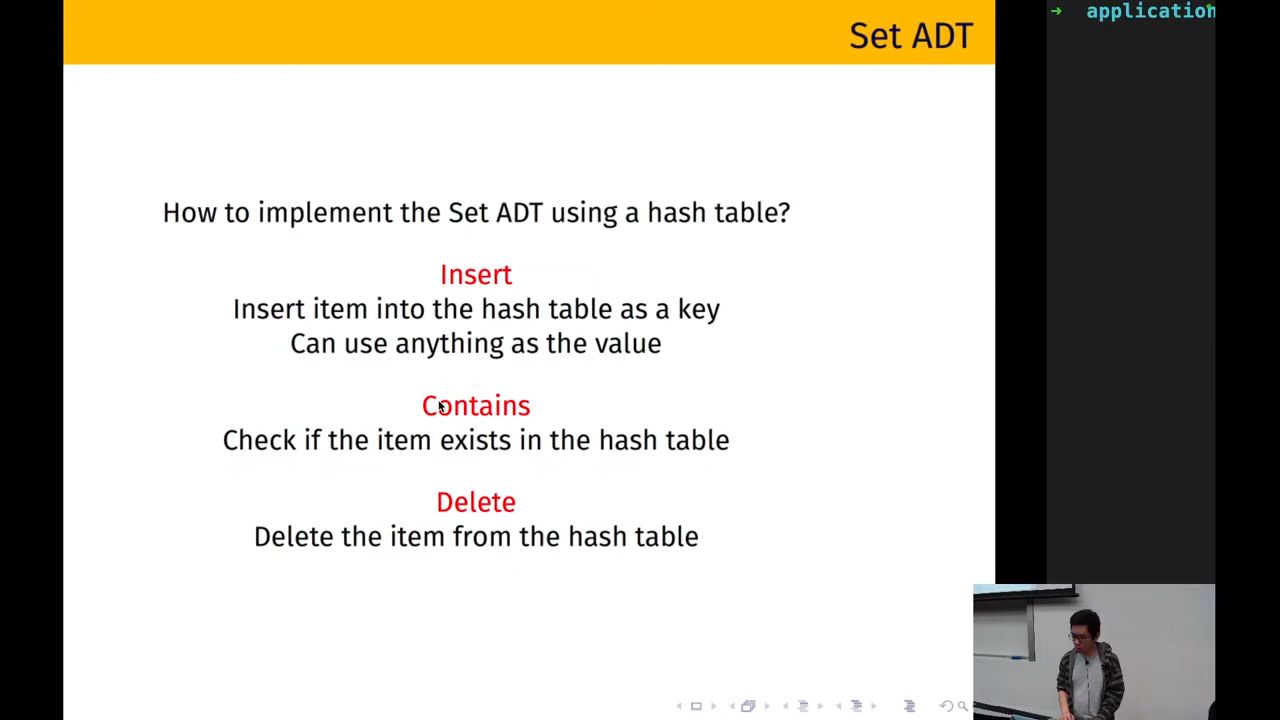 Set ADT
➜ application
How to implement the Set ADT using a hash table?
Insert
Insert item into the hash table as a key
Can use anything as the value
Contains
Check if the item exists in the hash table
Delete
Delete the item from the hash table